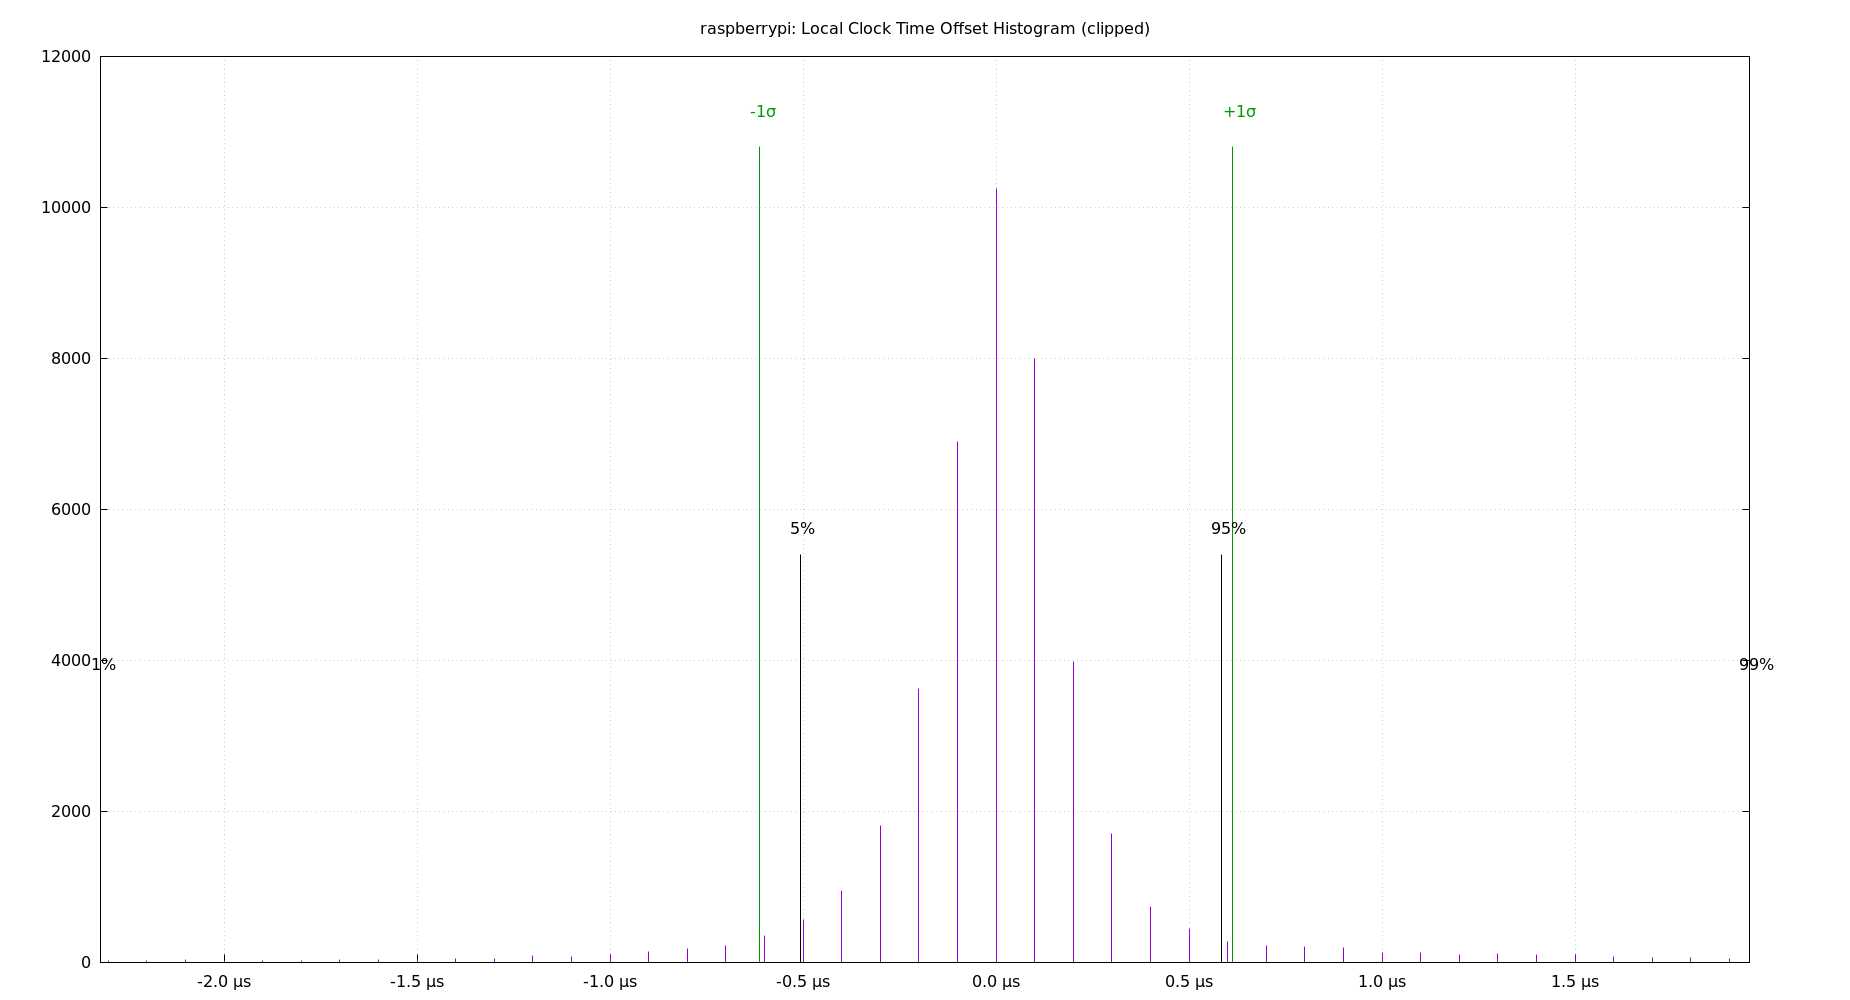 raspberrypi: Local Clock Time Offset Histogram (clipped)
12000
-1σ
+1σ
10000
8000
6000
5%
95%
4000
1%
99%
2000
0
-2.0 µs
-1.5 µs
-1.0 µs
-0.5 µs
0.0 µs
0.5 µs
1.0 µs
1.5 µs